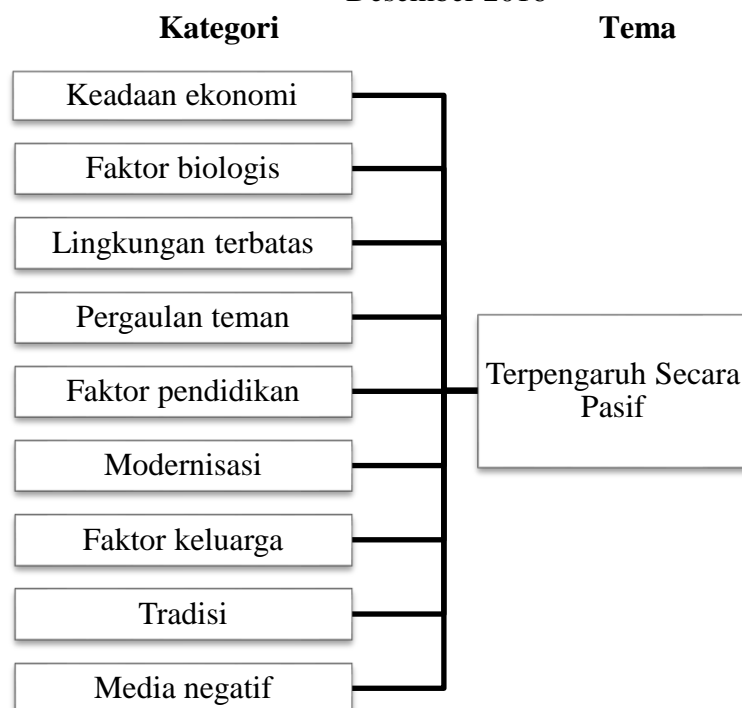 Kategori
Tema
Keadaan ekonomi
Faktor biologis
Lingkungan terbatas
Pergaulan teman
Faktor pendidikan
Modernisasi
Faktor keluarga
Tradisi
Media negatif
Terpengaruh Secara
Pasif